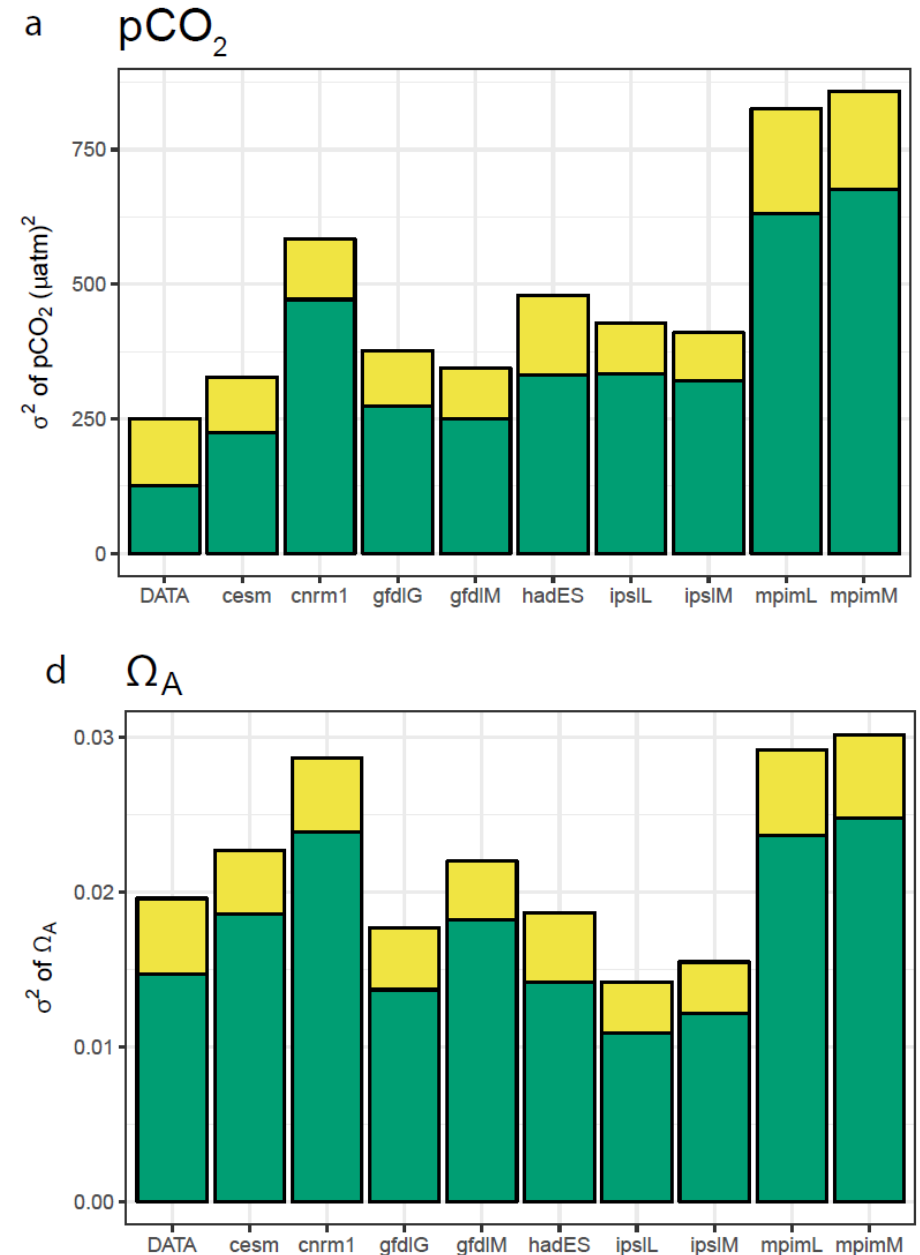 a pCO₂
750
500
250
0
σ² of pCO₂ (µatm)²
DATA cesm cnrm1 gfdlG gfdlM hadES ipslL ipslM mpimL mpimM
d Ω_A
0.03
0.02
0.01
0.00
σ² of Ω_A
DATA cesm cnrm1 gfdlG gfdlM hadES ipslL ipslM mpimL mpimM